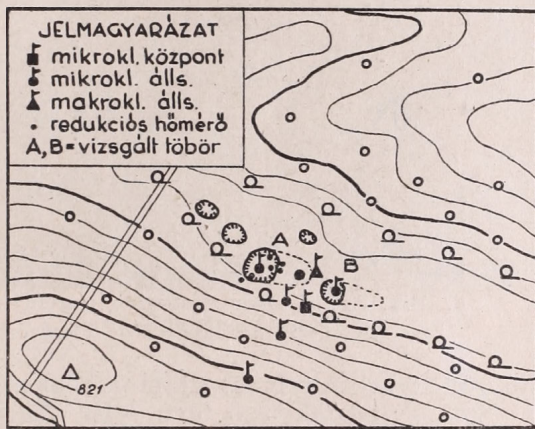 JELMAGYARÁZAT
mikrokl. központ
mikrokl. álls.
makrokl. álls.
redukciós hőmérő
A, B = vizsgált töbör
A
B
821